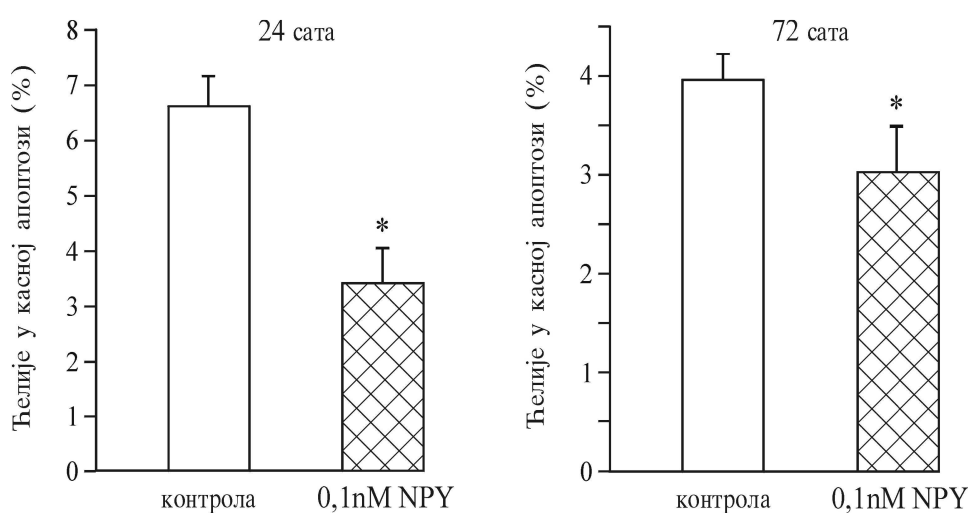 24 сата
Ћелије у касној апоптози (%)
8
7
6
5
4
3
2
1
0
контрола
0,1nM NPY
*
72 сата
Ћелије у касној апоптози (%)
4
3
2
1
0
контрола
0,1nM NPY
*